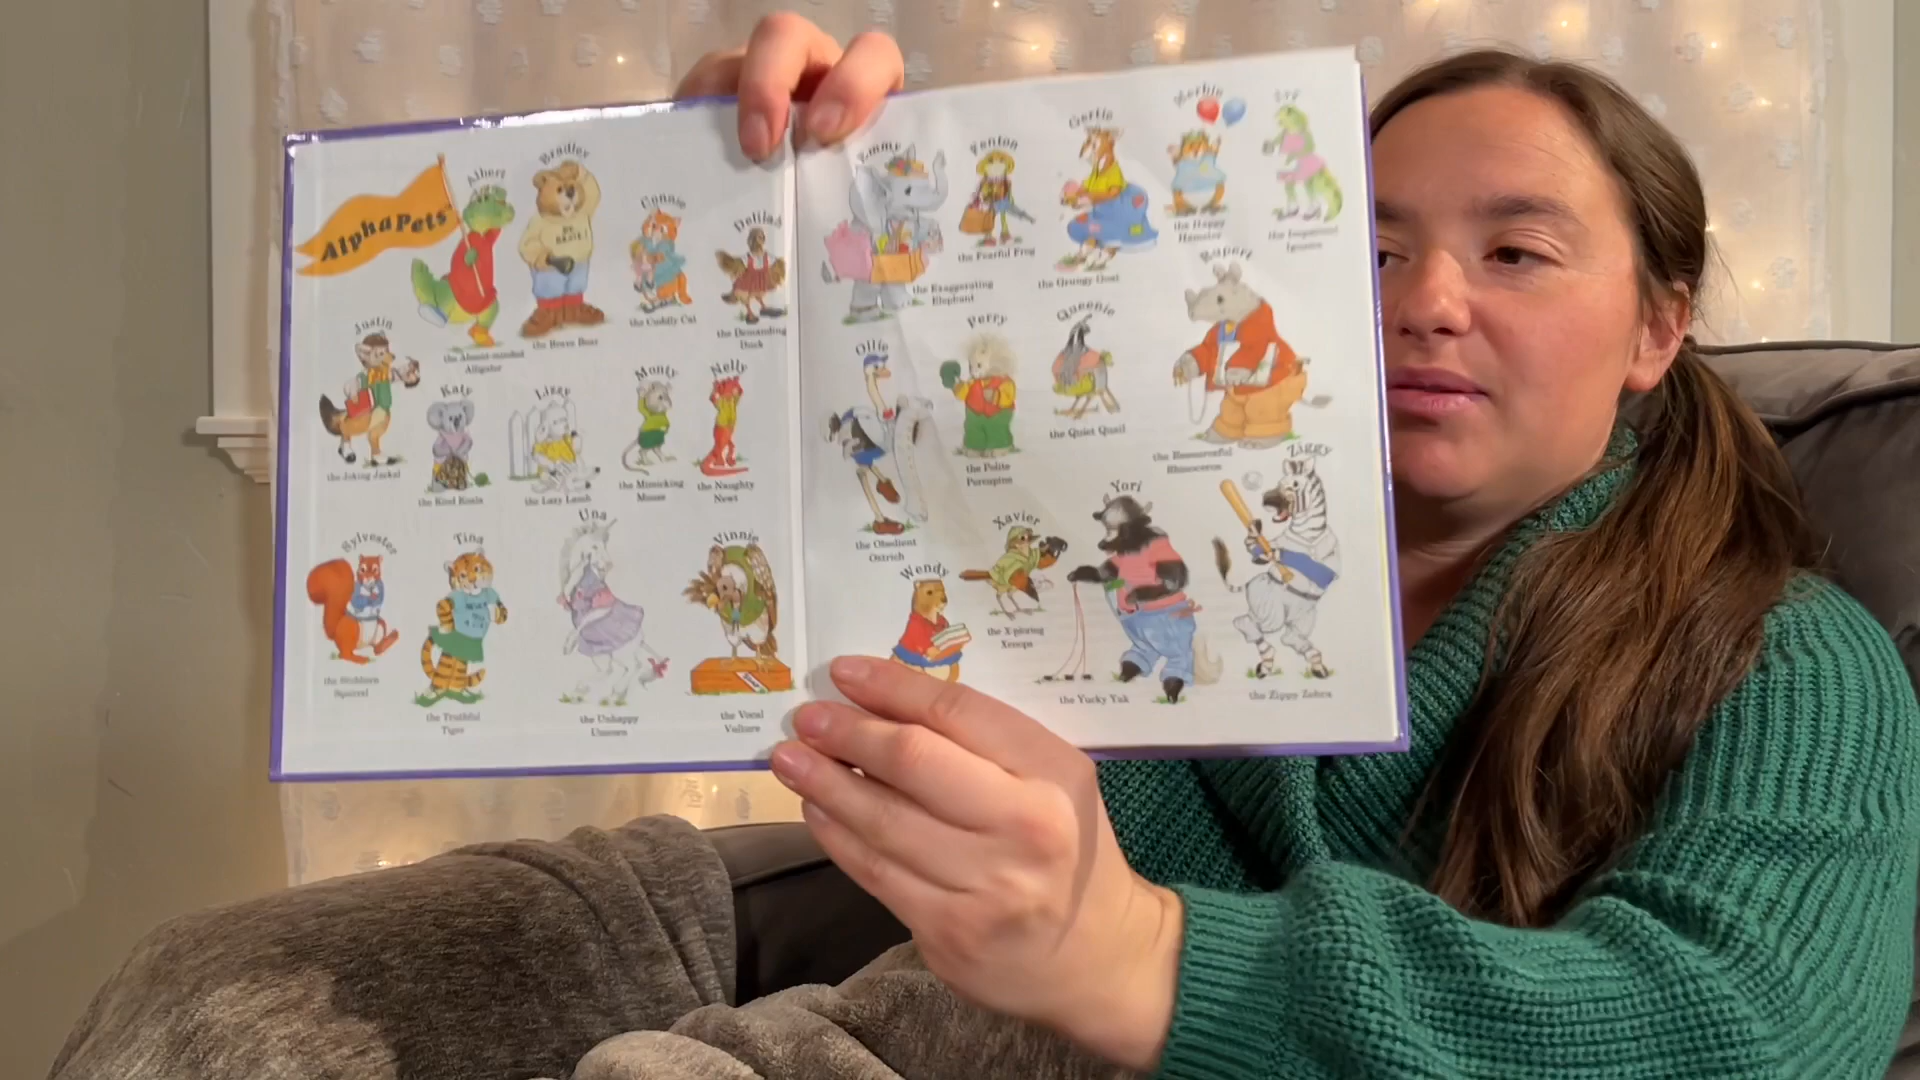 AlphaPets™
Albert
the Absent-minded
Alligator
Bradley
BE
BRAVE!
the Brave Bear
Connie
the Cuddly Cat
Delilah
the Demanding
Duck
Justin
the Joking Jackal
Katy
the Kind Koala
Lizzy
the Lazy Lamb
Monty
the Mimicking
Mouse
Nelly
the Naughty
Newt
Sylvester
the Stubborn
Squirrel
Tina
the Truthful
Tiger
Una
the Unhappy
Unicorn
Vinnie
the Vocal
Vulture
Emmy
the Exaggerating
Elephant
Fenton
the Fearful Frog
Gertie
the Grungy Goat
Herbie
the Happy
Hamster
Ivy
the Impatient
Iguana
Ollie
the Obedient
Ostrich
Perry
the Polite
Porcupine
Queenie
the Quiet Quail
Rupert
the Resourceful
Rhinoceros
Wendy
Xavier
the X-ploring
Xenops
Yori
the Yucky Yak
Ziggy
the Zippy Zebra